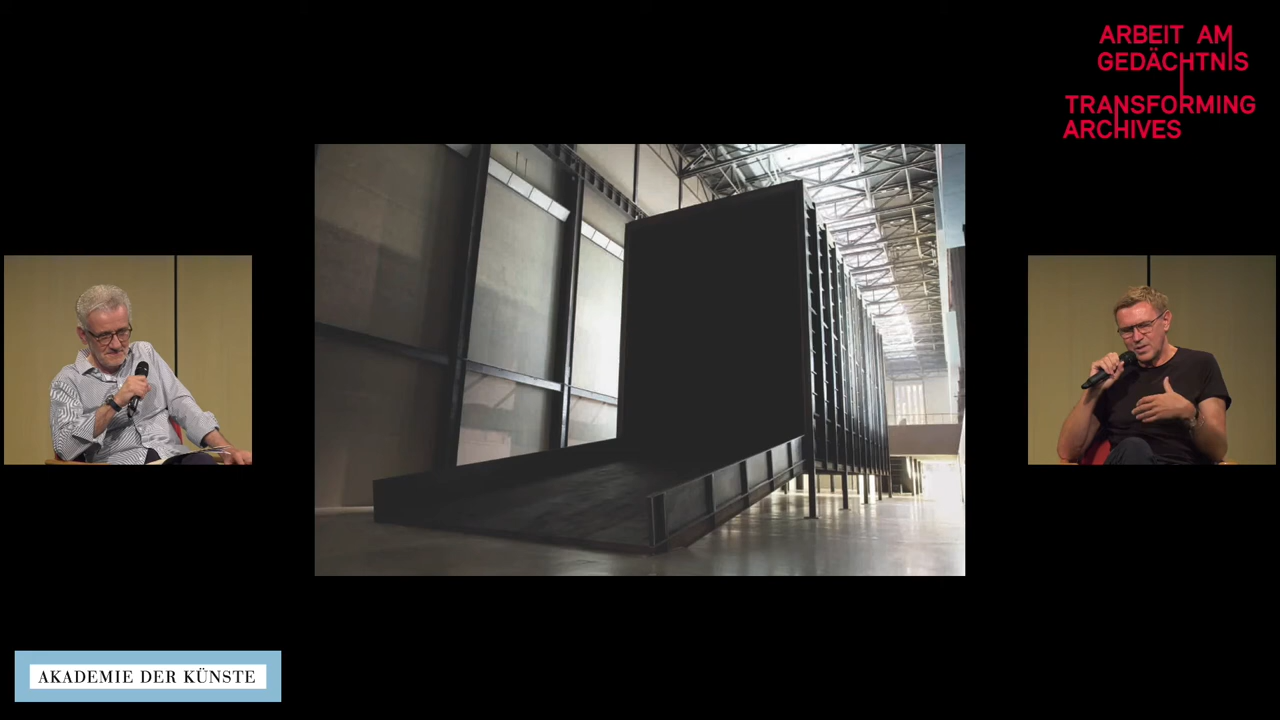 ARBEIT AM
GEDÄCHTNIS
TRANSFORMING
ARCHIVES
AKADEMIE DER KÜNSTE